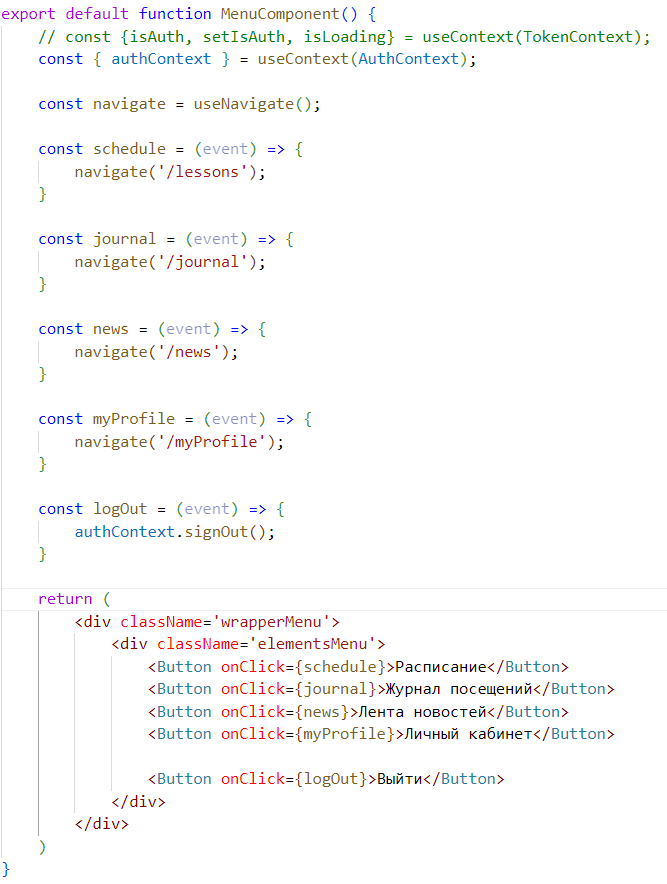 export default function MenuComponent() {
    // const {isAuth, setIsAuth, isLoading} = useContext(TokenContext);
    const { authContext } = useContext(AuthContext);

    const navigate = useNavigate();

    const schedule = (event) => {
        navigate('/lessons');
    }

    const journal = (event) => {
        navigate('/journal');
    }

    const news = (event) => {
        navigate('/news');
    }

    const myProfile = (event) => {
        navigate('/myProfile');
    }

    const logOut = (event) => {
        authContext.signOut();
    }

    return (
        <div className='wrapperMenu'>
            <div className='elementsMenu'>
                <Button onClick={schedule}>Расписание</Button>
                <Button onClick={journal}>Журнал посещений</Button>
                <Button onClick={news}>Лента новостей</Button>
                <Button onClick={myProfile}>Личный кабинет</Button>

                <Button onClick={logOut}>Выйти</Button>
            </div>
        </div>
    )
}